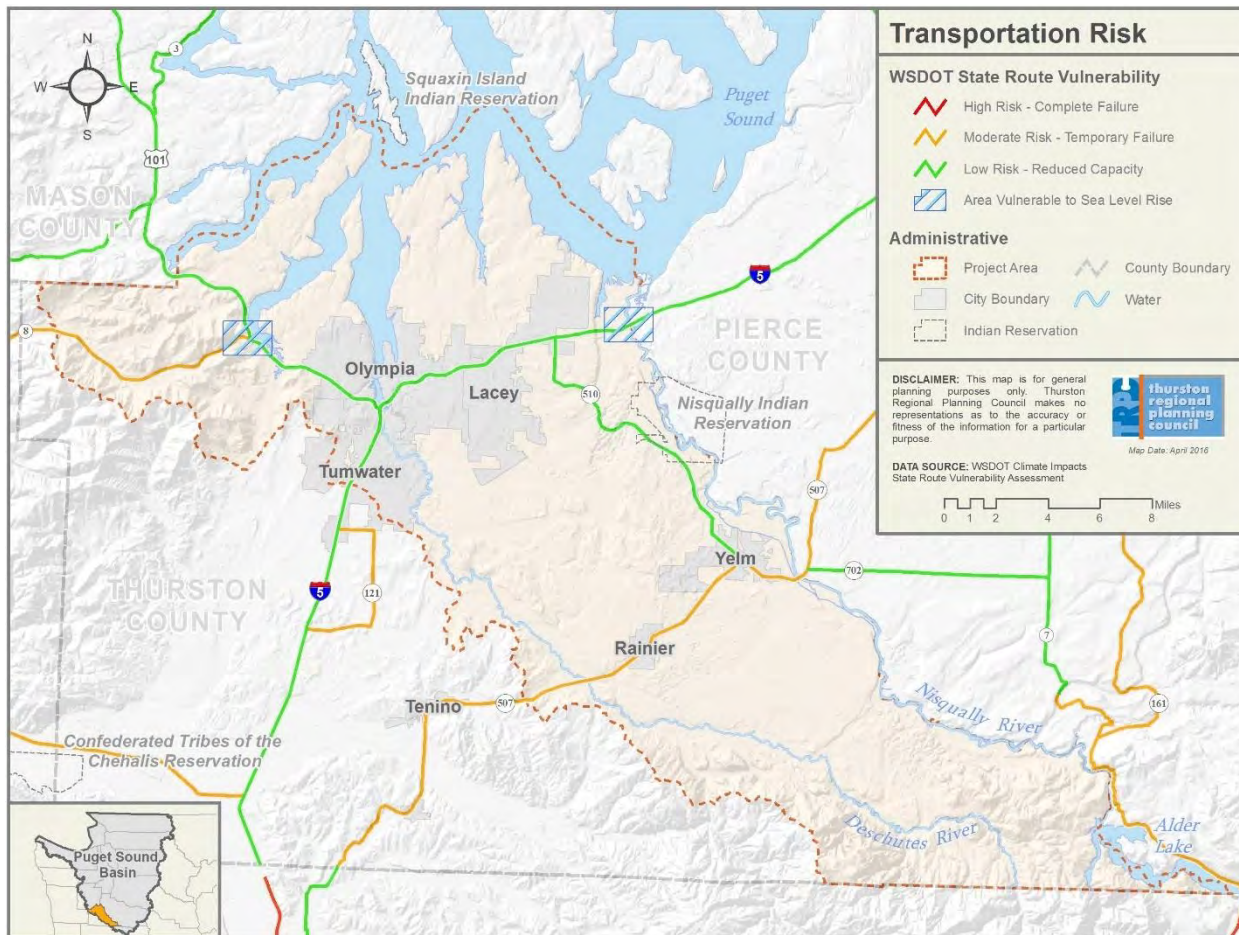 Transportation Risk
WSDOT State Route Vulnerability
High Risk - Complete Failure
Moderate Risk - Temporary Failure
Low Risk - Reduced Capacity
Area Vulnerable to Sea Level Rise
Administrative
Project Area
County Boundary
City Boundary
Water
Indian Reservation
DISCLAIMER: This map is for general
planning purposes only. Thurston
Regional Planning Council makes no
representations as to the accuracy or
fitness of the information for a particular
purpose.
TRPC
thurston
regional
planning
council
Map Date: April 2016
DATA SOURCE: WSDOT Climate Impacts
State Route Vulnerability Assessment
0 1 2 4 6 8 Miles
N
W E
S
3
Squaxin Island
Indian Reservation
Puget
Sound
101
MASON
COUNTY
5
8
PIERCE
COUNTY
Olympia
Lacey
510
Nisqually Indian
Reservation
Tumwater
507
Yelm
702
THURSTON
COUNTY
5
121
7
Rainier
Tenino
507
Nisqually River
161
Confederated Tribes of the
Chehalis Reservation
Deschutes River
Alder
Lake
Puget Sound
Basin